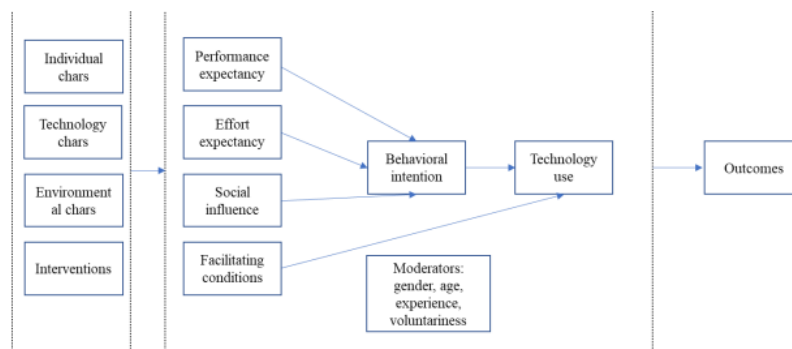 Individual
chars
Technology
chars
Environment
al chars
Interventions
Performance
expectancy
Effort
expectancy
Social
influence
Facilitating
conditions
Behavioral
intention
Technology
use
Moderators:
gender, age,
experience,
voluntariness
Outcomes